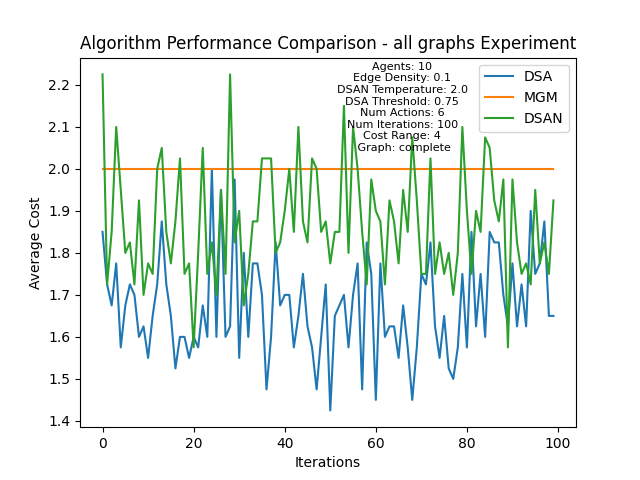 Algorithm Performance Comparison - all graphs Experiment
Agents: 10
Edge Density: 0.1
DSAN Temperature: 2.0
DSA Threshold: 0.75
Num Actions: 6
Num Iterations: 100
Cost Range: 4
Graph: complete
DSA
MGM
DSAN
Average Cost
2.2
2.1
2.0
1.9
1.8
1.7
1.6
1.5
1.4
0
20
40
60
80
100
Iterations